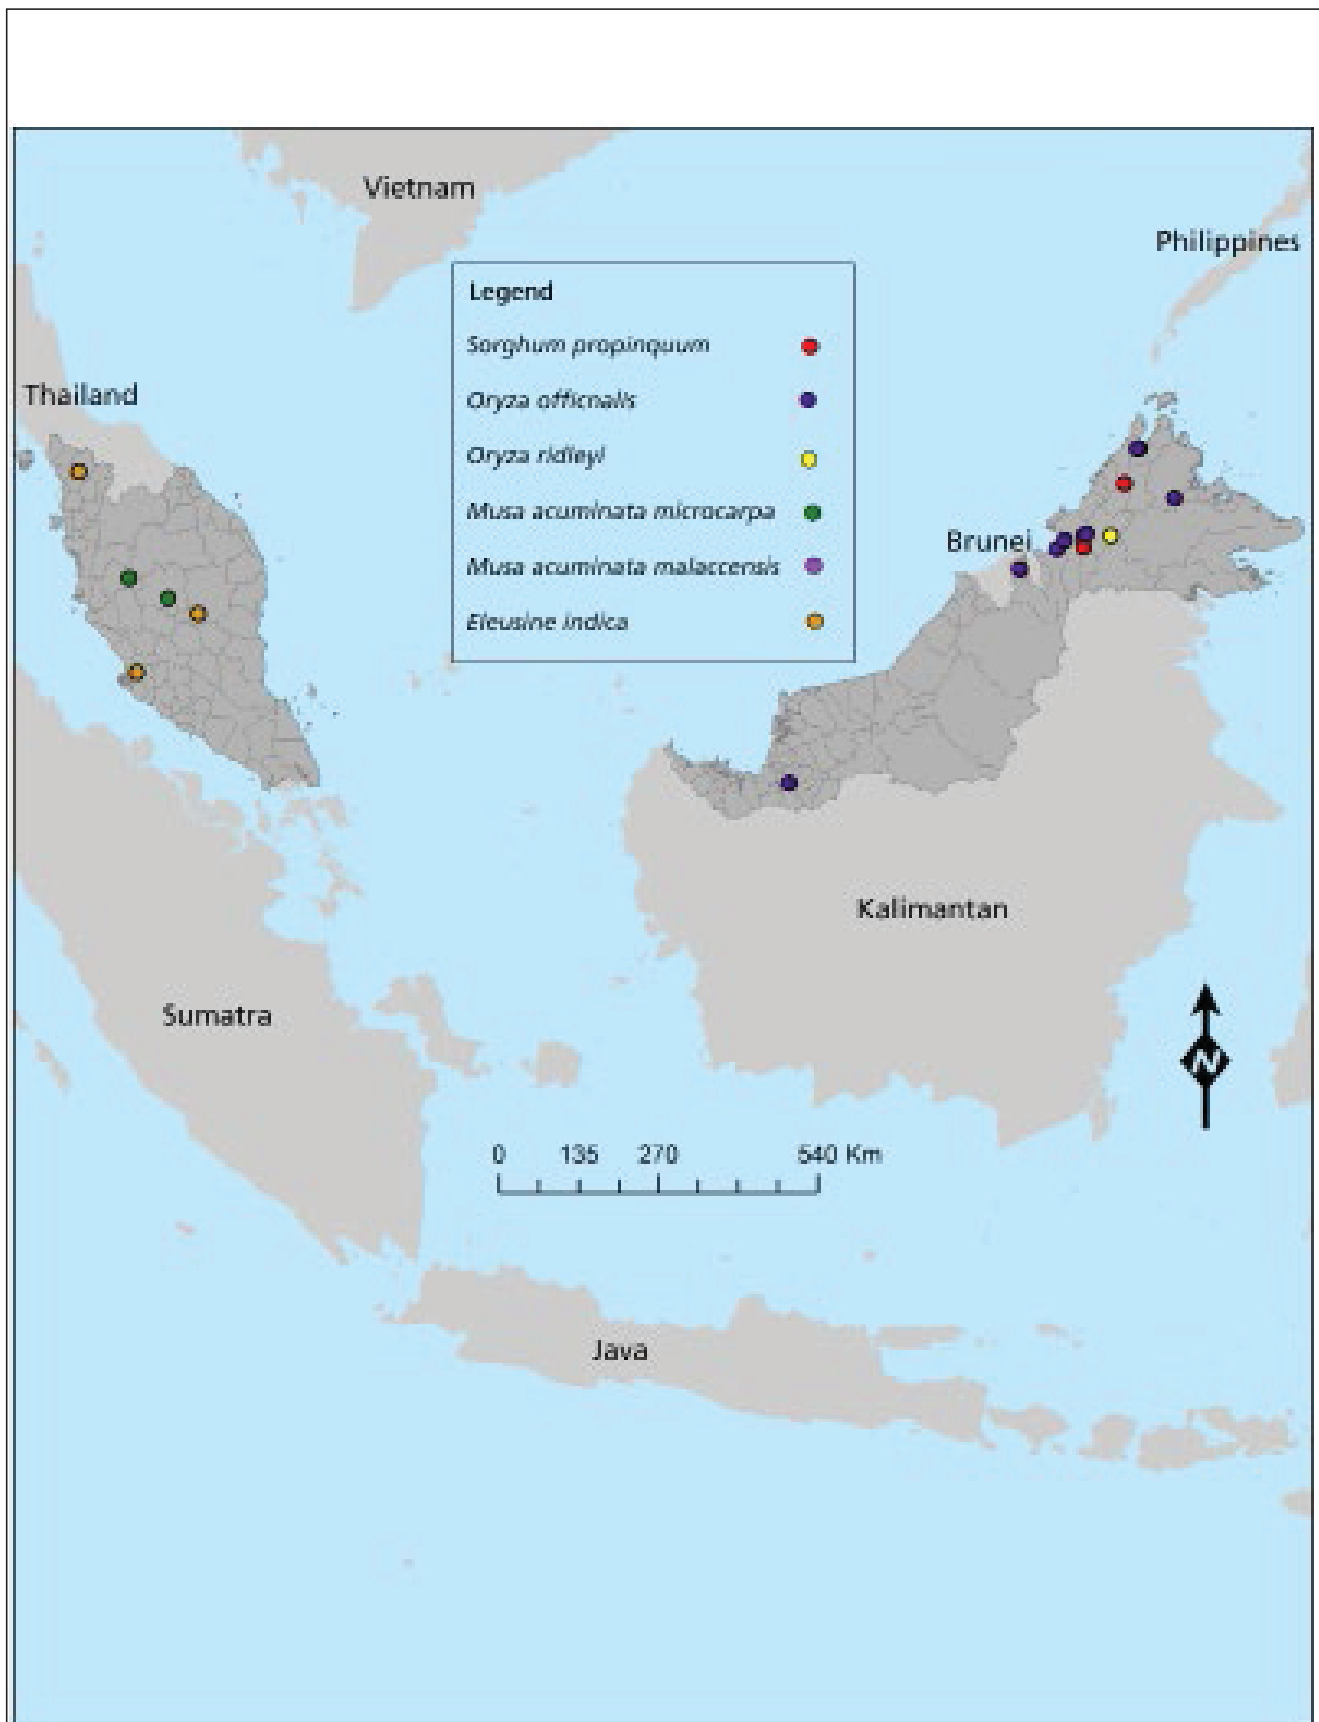 Vietnam
Philippines
Legend
Sorghum propinquum
Oryza officnalis
Oryza ridleyi
Musa acuminata microcarpa
Musa acuminata malaccensis
Eleusine indica
Thailand
Brunei
Kalimantan
Sumatra
N
0 135 270 540 Km
Java